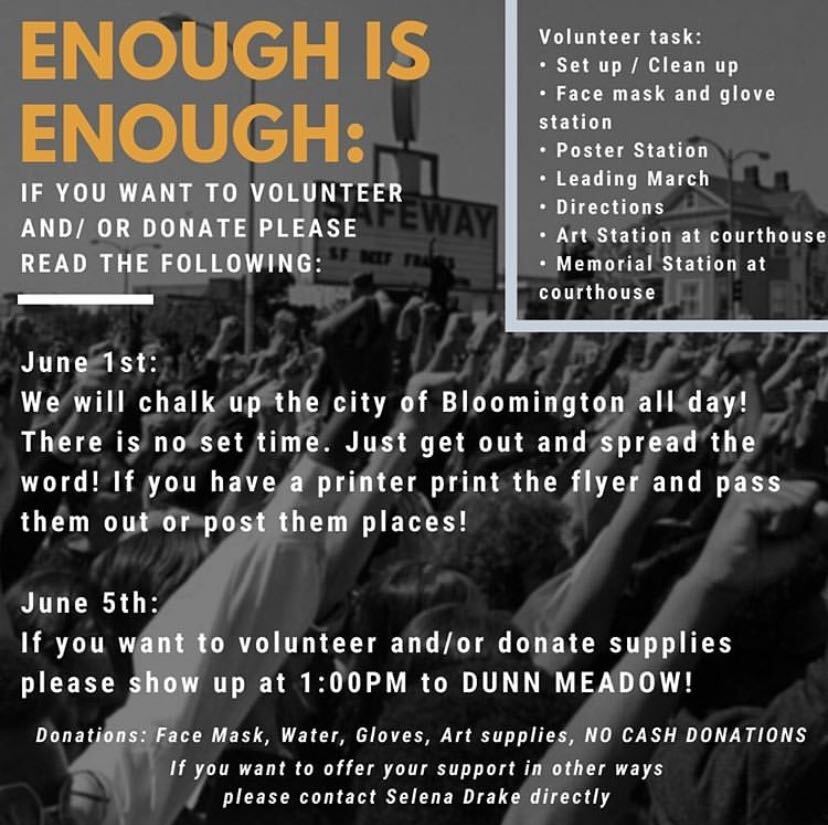 ENOUGH IS
ENOUGH:
IF YOU WANT TO VOLUNTEER
AND/ OR DONATE PLEASE
READ THE FOLLOWING:
SAFEWAY
SF BEEF
Volunteer task:
• Set up / Clean up
• Face mask and glove
station
• Poster Station
• Leading March
• Directions
• Art Station at courthouse
• Memorial Station at
courthouse
June 1st:
We will chalk up the city of Bloomington all day!
There is no set time. Just get out and spread the
word! If you have a printer print the flyer and pass
them out or post them places!
June 5th:
If you want to volunteer and/or donate supplies
please show up at 1:00PM to DUNN MEADOW!
Donations: Face Mask, Water, Gloves, Art supplies, NO CASH DONATIONS
If you want to offer your support in other ways
please contact Selena Drake directly